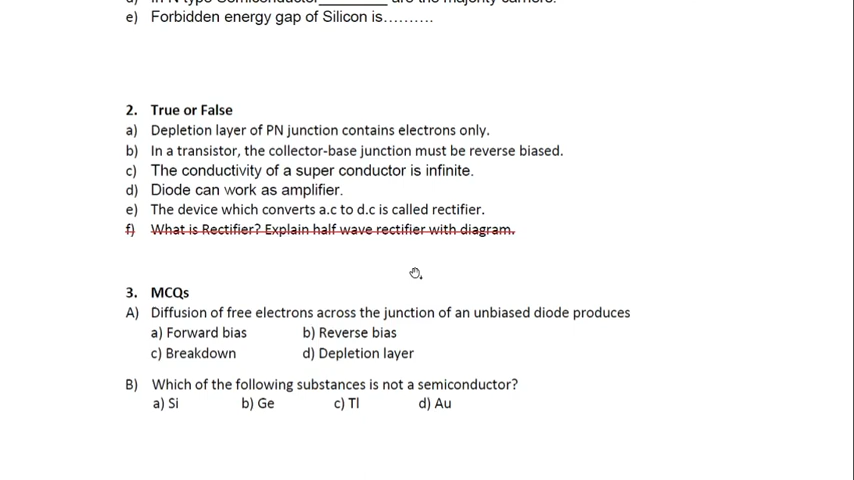 e) Forbidden energy gap of Silicon is..........
2. True or False
a) Depletion layer of PN junction contains electrons only.
b) In a transistor, the collector-base junction must be reverse biased.
c) The conductivity of a super conductor is infinite.
d) Diode can work as amplifier.
e) The device which converts a.c to d.c is called rectifier.
f) What is Rectifier? Explain half wave rectifier with diagram.
3. MCQs
A) Diffusion of free electrons across the junction of an unbiased diode produces
a) Forward bias b) Reverse bias
c) Breakdown d) Depletion layer
B) Which of the following substances is not a semiconductor?
a) Si b) Ge c) Tl d) Au